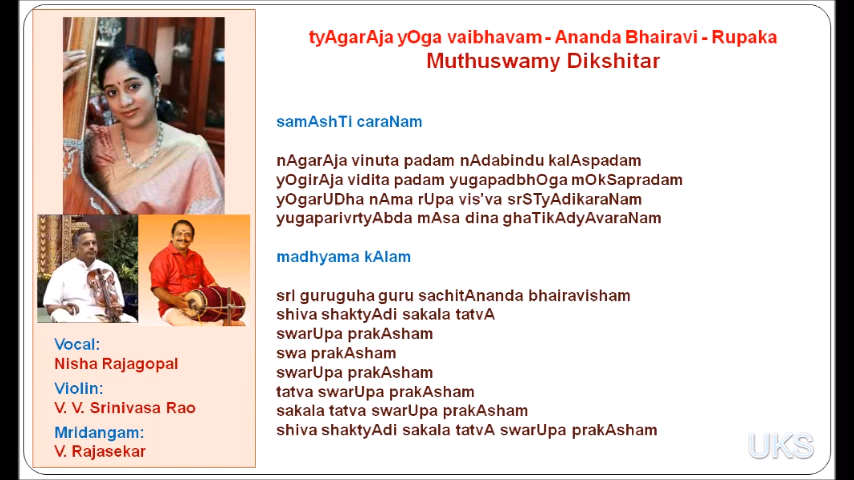 tyAgarAja yOga vaibhavam - Ananda Bhairavi - Rupaka
Muthuswamy Dikshitar
samAshTi caraNam
nAgarAja vinuta padam nAdabindu kalAspadam
yOgirAja vidita padam yugapadbhOga mOkSapradam
yOgarUDha nAma rUpa vis'va srSTyAdikaraNam
yugaparivrtyAbda mAsa dina ghaTikAdyAvaraNam
madhyama kAlam
srI guruguha guru sachitAnanda bhairavisham
shiva shaktyAdi sakala tatvA
swarUpa prakAsham
swa prakAsham
swarUpa prakAsham
tatva swarUpa prakAsham
sakala tatva swarUpa prakAsham
shiva shaktyAdi sakala tatvA swarUpa prakAsham
Vocal:
Nisha Rajagopal
Violin:
V. V. Srinivasa Rao
Mridangam:
V. Rajasekar
UKS